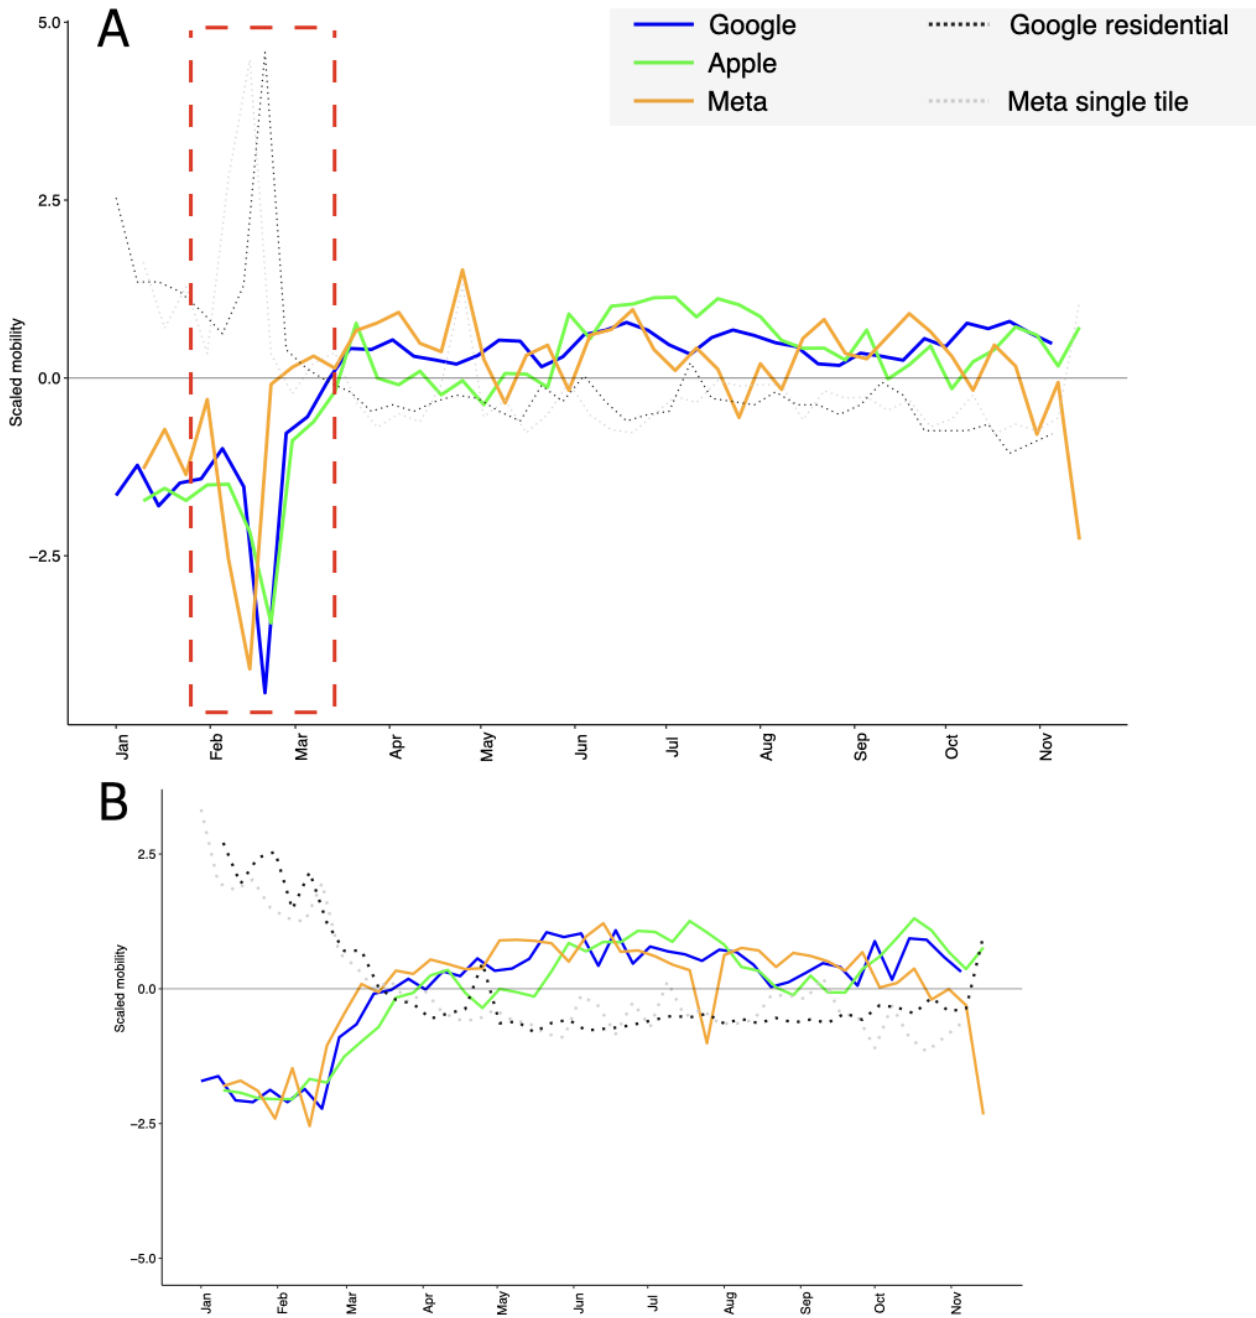 A
Google
Google residential
Apple
Meta
Meta single tile
5.0
2.5
0.0
−2.5
Scaled mobility
Jan
Feb
Mar
Apr
May
Jun
Jul
Aug
Sep
Oct
Nov
B
2.5
0.0
−2.5
−5.0
Scaled mobility
Jan
Feb
Mar
Apr
May
Jun
Jul
Aug
Sep
Oct
Nov